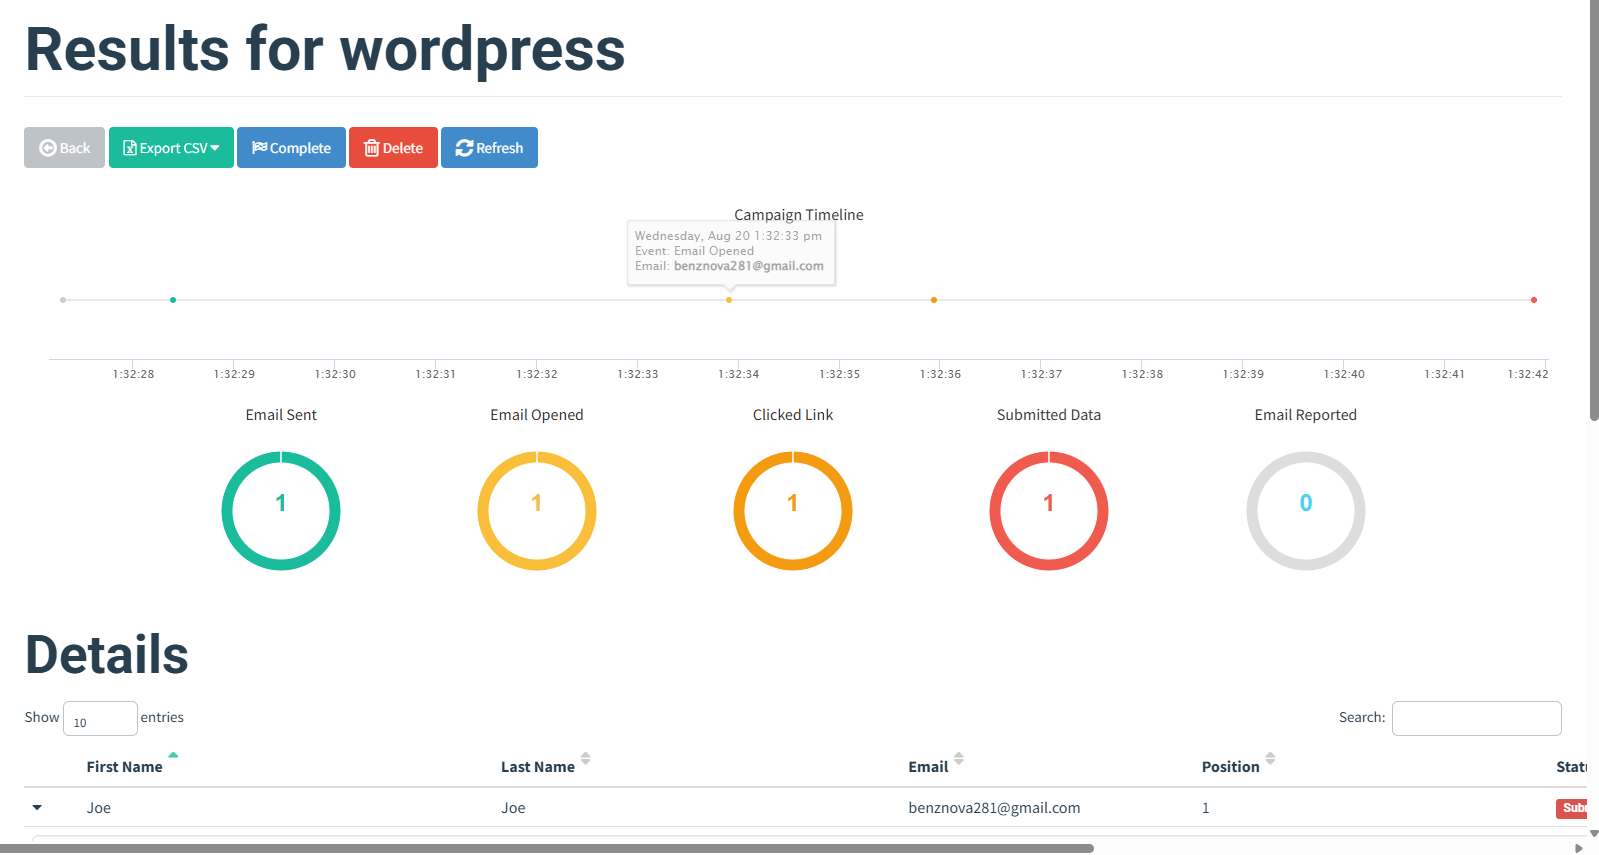 Results for wordpress
Back Export CSV Complete Delete Refresh
Campaign Timeline
Wednesday, Aug 20 1:32:33 pm
Event: Email Opened
Email: benznova281@gmail.com
1:32:28 1:32:29 1:32:30 1:32:31 1:32:32 1:32:33 1:32:34 1:32:35 1:32:36 1:32:37 1:32:38 1:32:39 1:32:40 1:32:41 1:32:42
Email Sent Email Opened Clicked Link Submitted Data Email Reported
1 1 1 1 0
Details
Show 10 entries Search:
First Name Last Name Email Position
Joe Joe benznova281@gmail.com 1